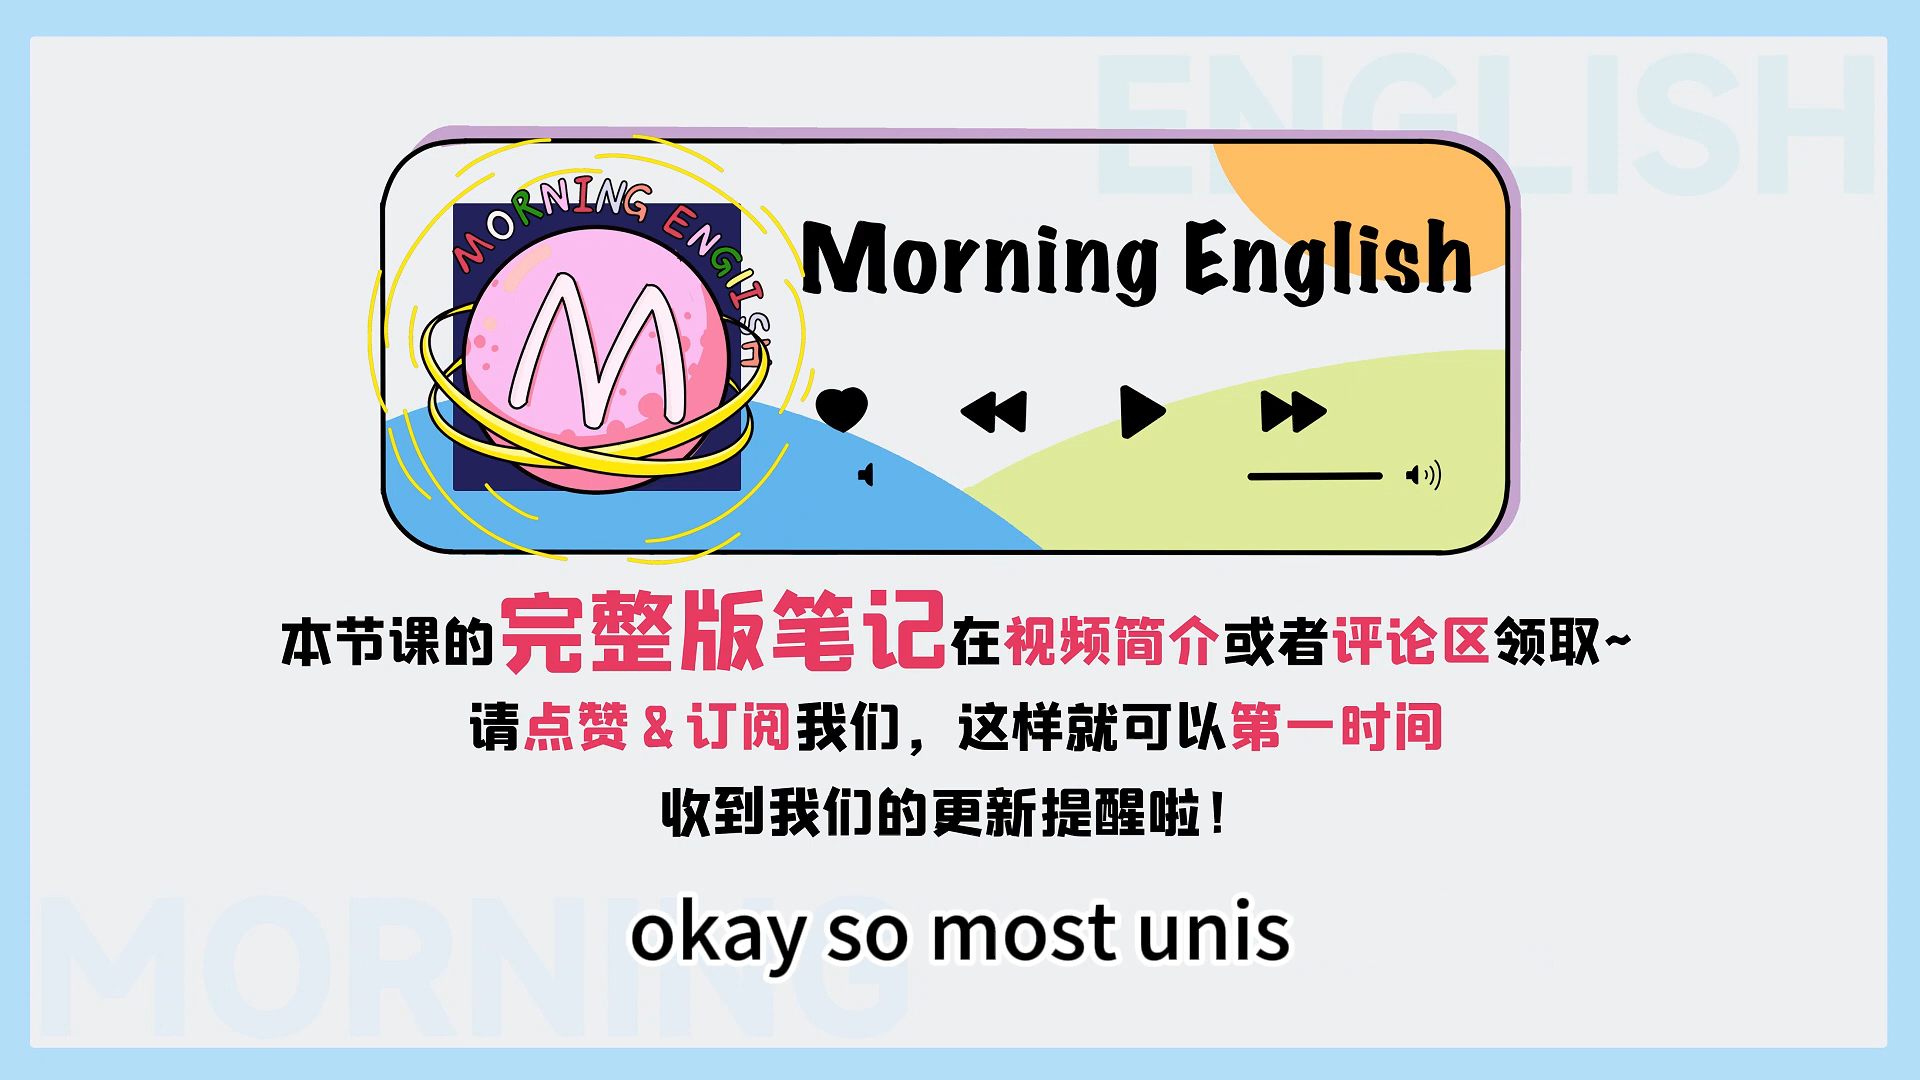 ENGLISH
MORNING ENGLISH
M
Morning English
本节课的完整版笔记在视频简介或者评论区领取~
请点赞&订阅我们，这样就可以第一时间
收到我们的更新提醒啦！
okay so most unis
MORNING